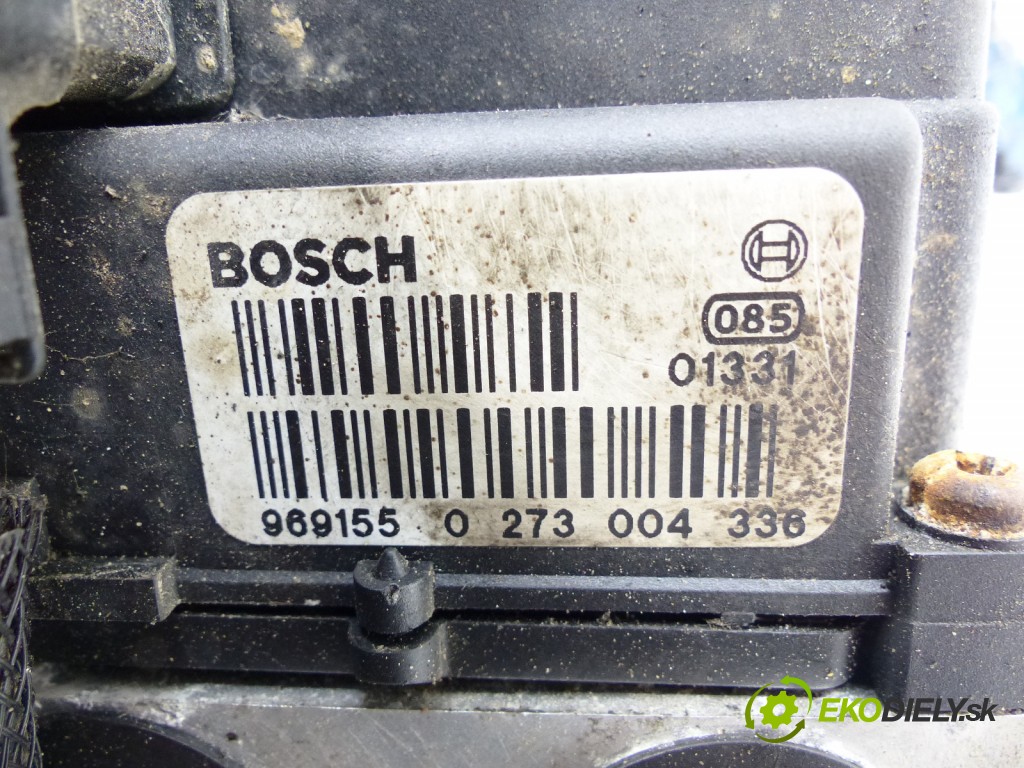 BOSCH
085
01331
969155 0 273 004 336
EKODIELY.sk